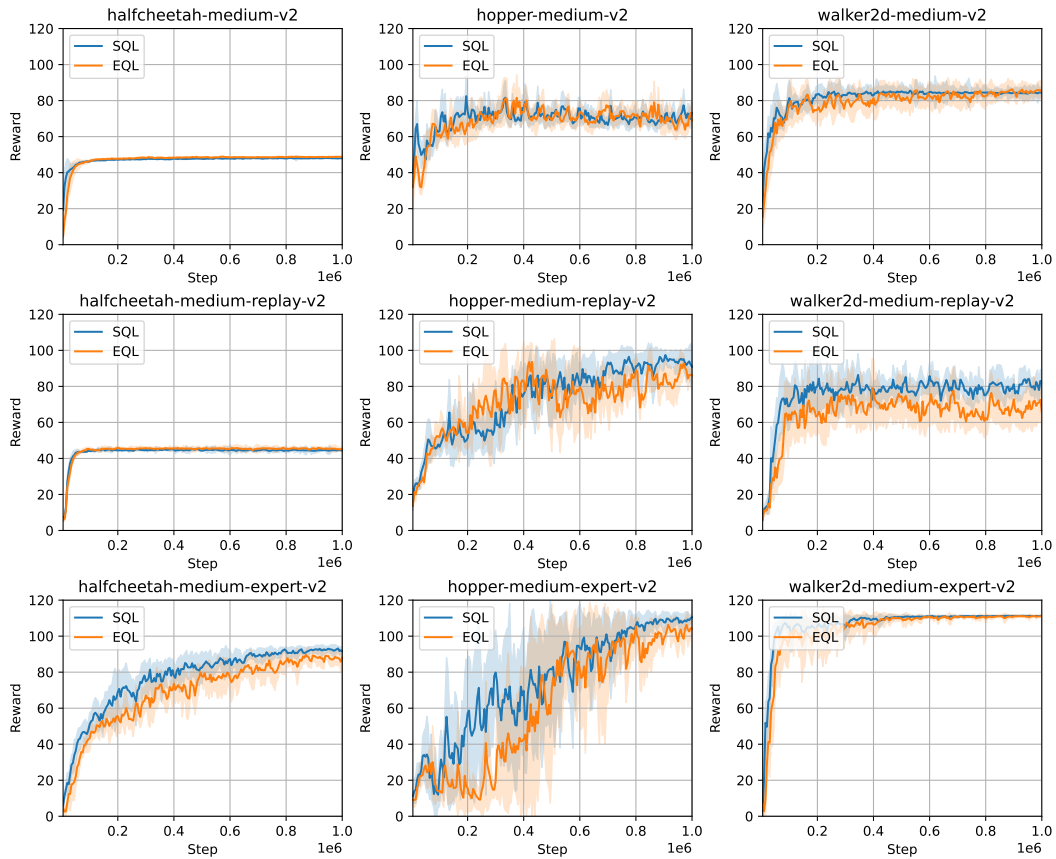 halfcheetah-medium-v2
hopper-medium-v2
walker2d-medium-v2
120
100
80
60
40
20
0
Reward
SQL
EQL
0.2
0.4
0.6
0.8
1.0
Step
1e6
120
100
80
60
40
20
0
Reward
SQL
EQL
0.2
0.4
0.6
0.8
1.0
Step
1e6
120
100
80
60
40
20
0
Reward
SQL
EQL
0.2
0.4
0.6
0.8
1.0
Step
1e6
halfcheetah-medium-replay-v2
hopper-medium-replay-v2
walker2d-medium-replay-v2
120
100
80
60
40
20
0
Reward
SQL
EQL
0.2
0.4
0.6
0.8
1.0
Step
1e6
120
100
80
60
40
20
0
Reward
SQL
EQL
0.2
0.4
0.6
0.8
1.0
Step
1e6
120
100
80
60
40
20
0
Reward
SQL
EQL
0.2
0.4
0.6
0.8
1.0
Step
1e6
halfcheetah-medium-expert-v2
hopper-medium-expert-v2
walker2d-medium-expert-v2
120
100
80
60
40
20
0
Reward
SQL
EQL
0.2
0.4
0.6
0.8
1.0
Step
1e6
120
100
80
60
40
20
0
Reward
SQL
EQL
0.2
0.4
0.6
0.8
1.0
Step
1e6
120
100
80
60
40
20
0
Reward
SQL
EQL
0.2
0.4
0.6
0.8
1.0
Step
1e6